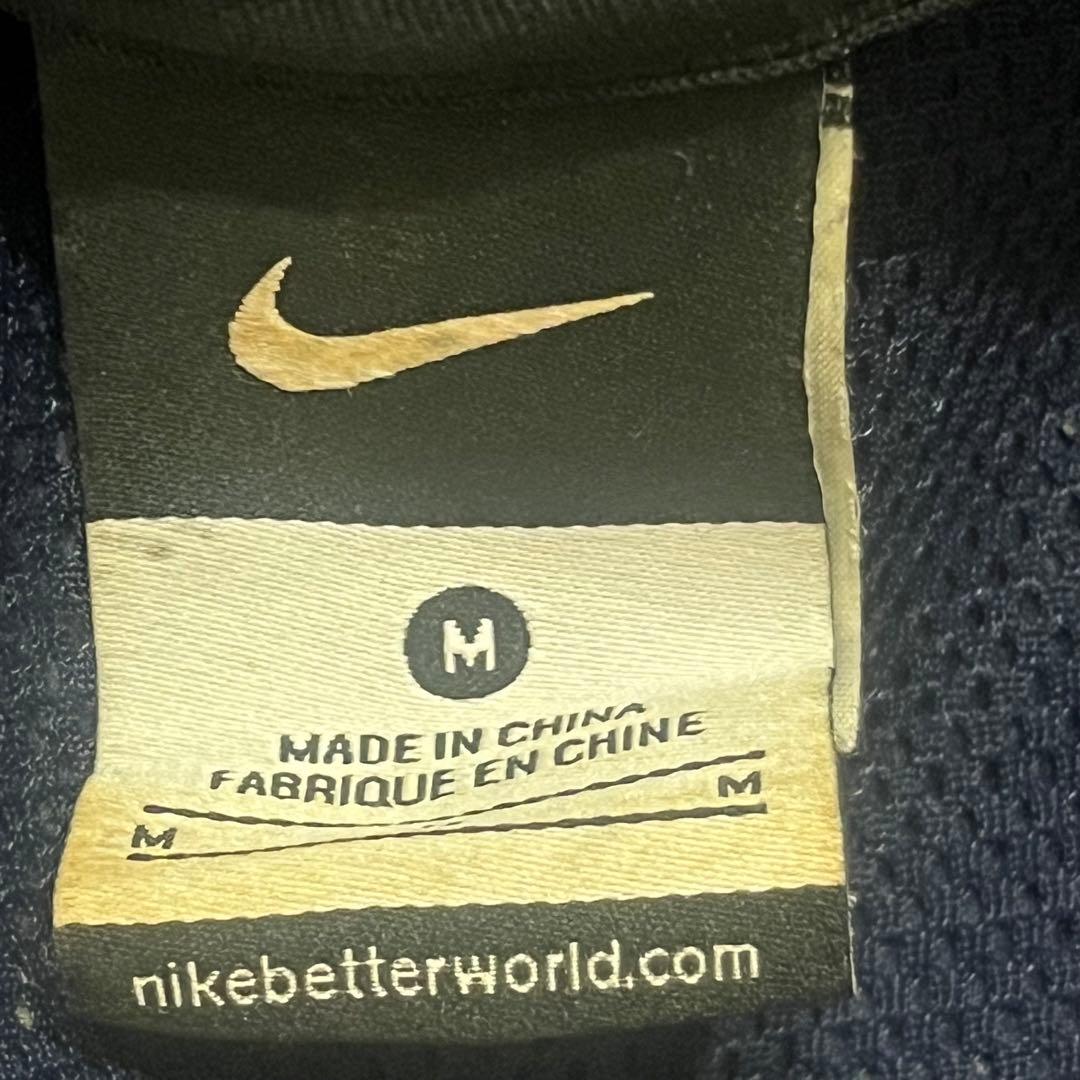 M
MADE IN CHINA
FABRIQUE EN CHINE
M M
nikebetterworld.com